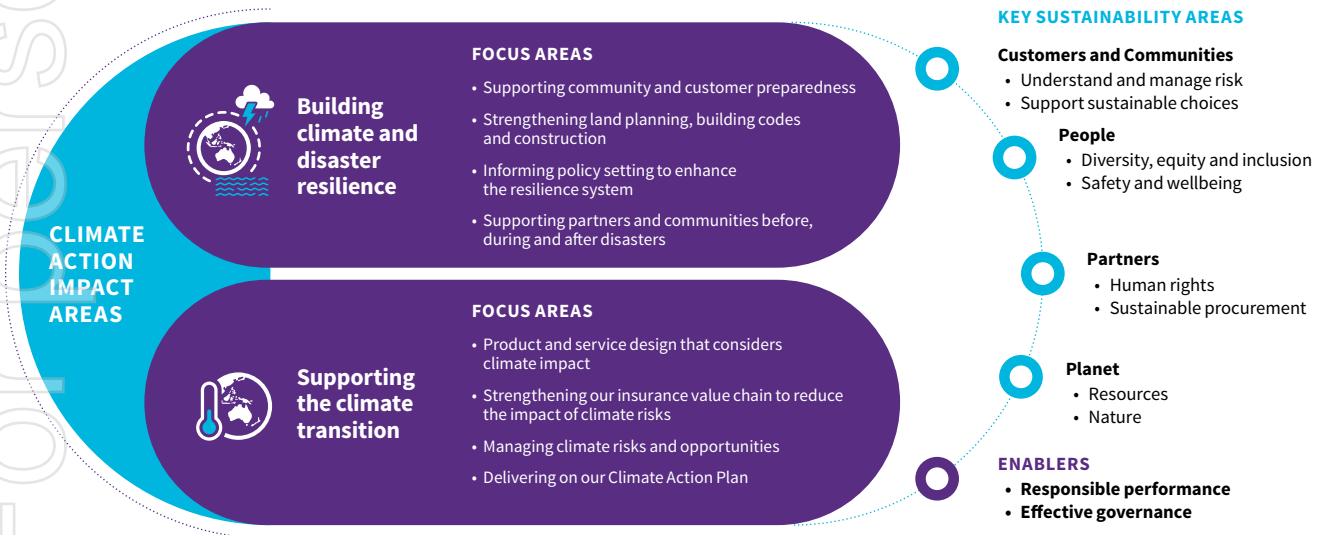 CLIMATE
ACTION
IMPACT
AREAS
Building
climate and
disaster
resilience
FOCUS AREAS
• Supporting community and customer preparedness
• Strengthening land planning, building codes
and construction
• Informing policy setting to enhance
the resilience system
• Supporting partners and communities before,
during and after disasters
Supporting
the climate
transition
FOCUS AREAS
• Product and service design that considers
climate impact
• Strengthening our insurance value chain to reduce
the impact of climate risks
• Managing climate risks and opportunities
• Delivering on our Climate Action Plan
KEY SUSTAINABILITY AREAS
Customers and Communities
• Understand and manage risk
• Support sustainable choices
People
• Diversity, equity and inclusion
• Safety and wellbeing
Partners
• Human rights
• Sustainable procurement
Planet
• Resources
• Nature
ENABLERS
• Responsible performance
• Effective governance